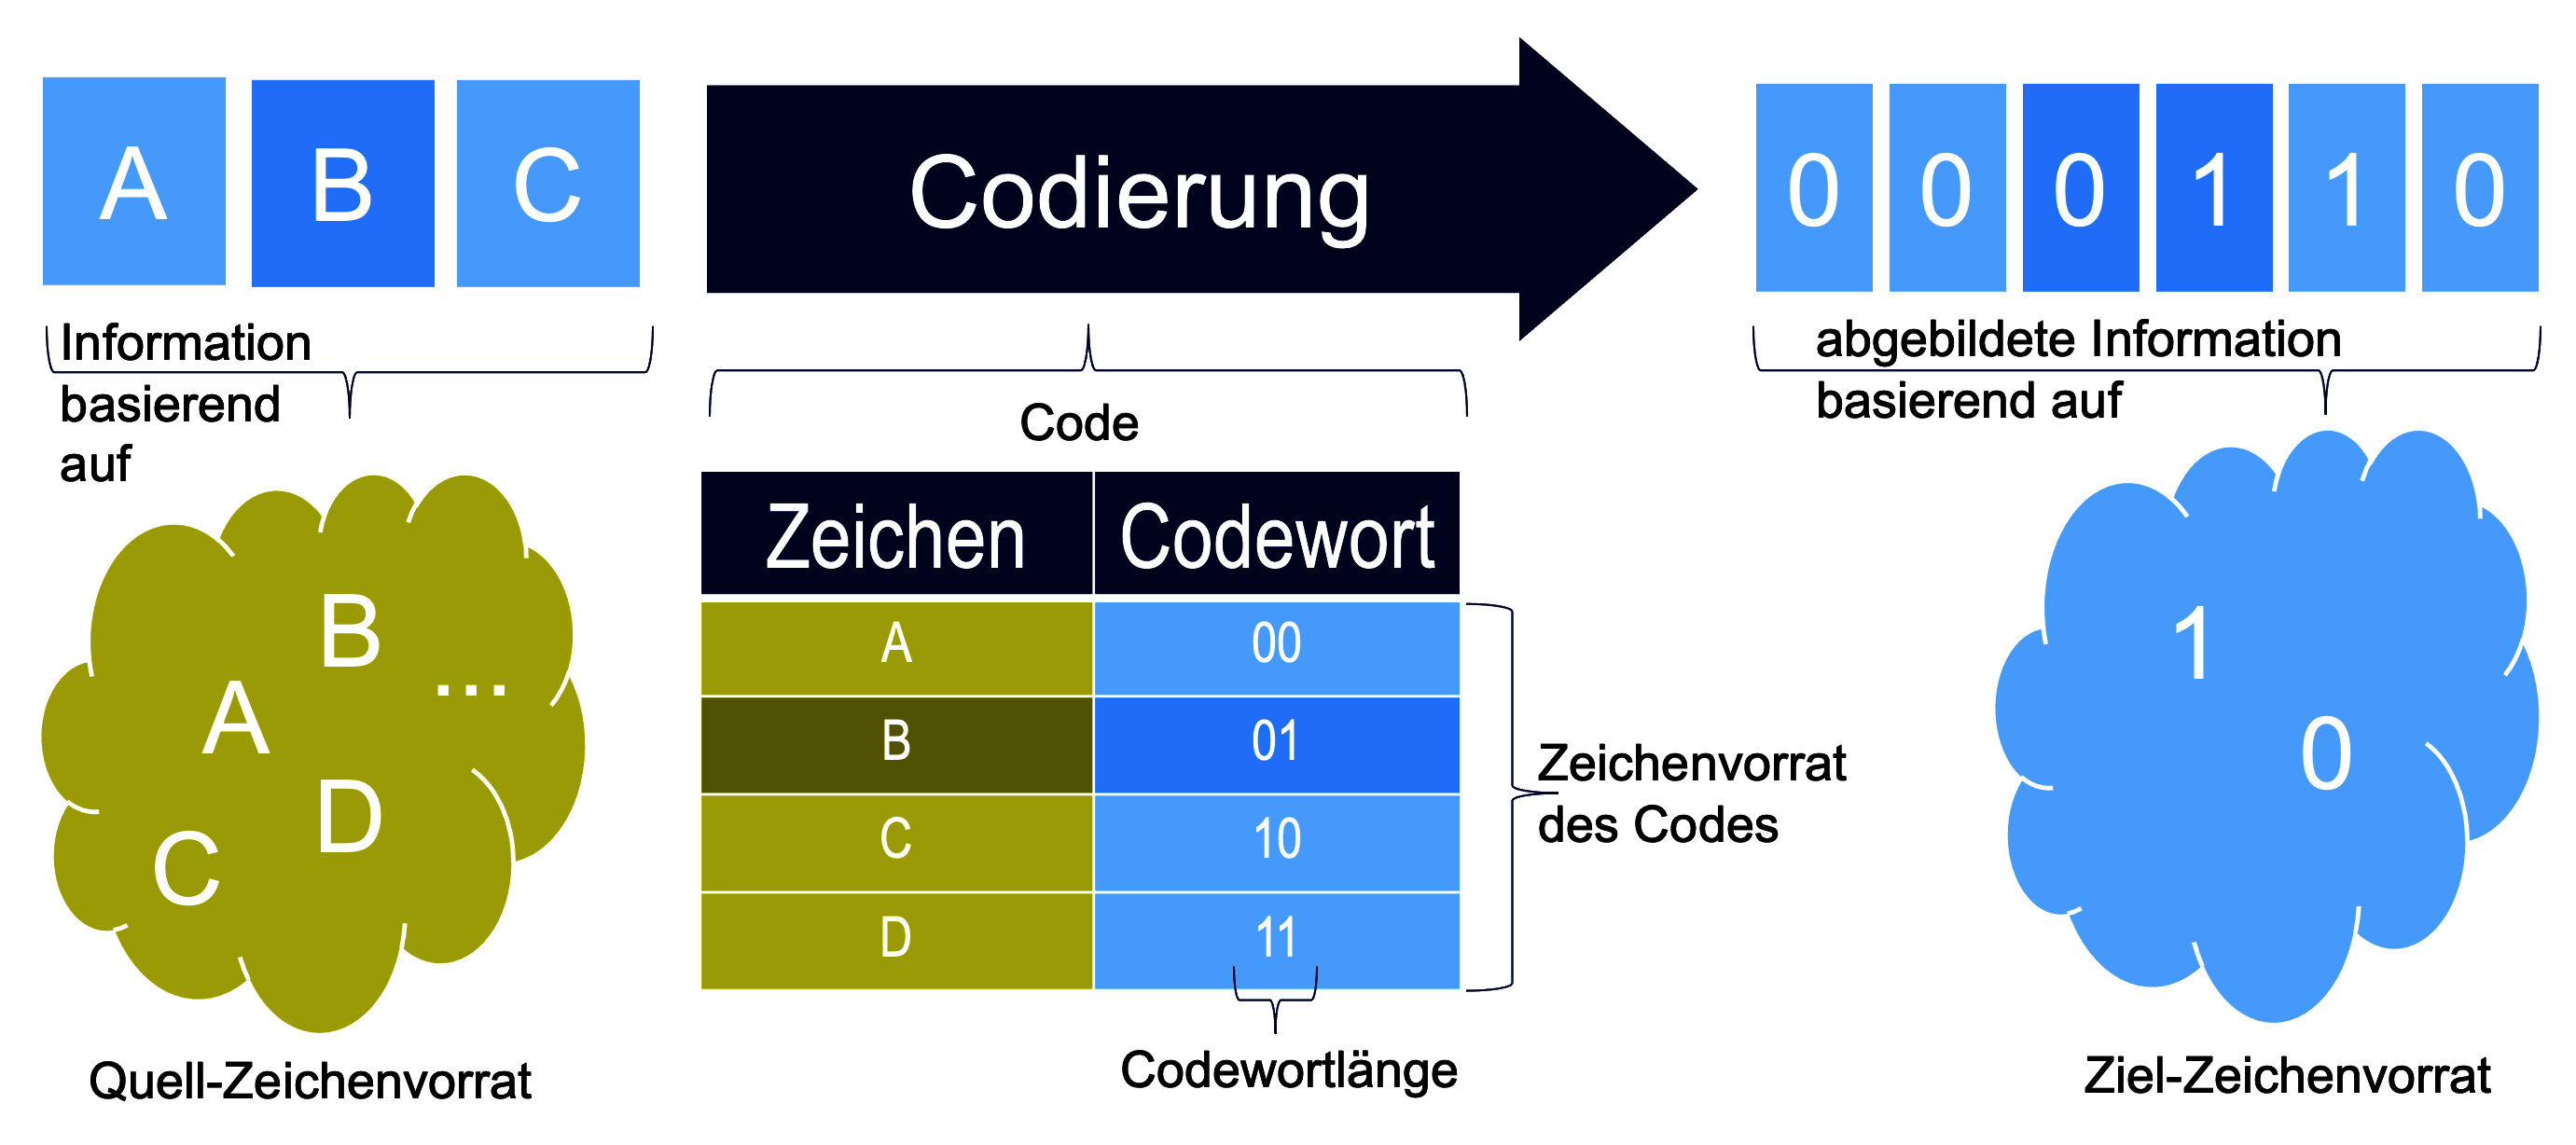 A B C
Codierung
0 0 0 1 1 0
Information
basierend
auf
Code
abgebildete Information
basierend auf
Zeichen Codewort
A 00
B 01
C 10
D 11
B
...
A
D
C
Zeichenvorrat
des Codes
1
0
Codewortlänge
Quell-Zeichenvorrat
Ziel-Zeichenvorrat